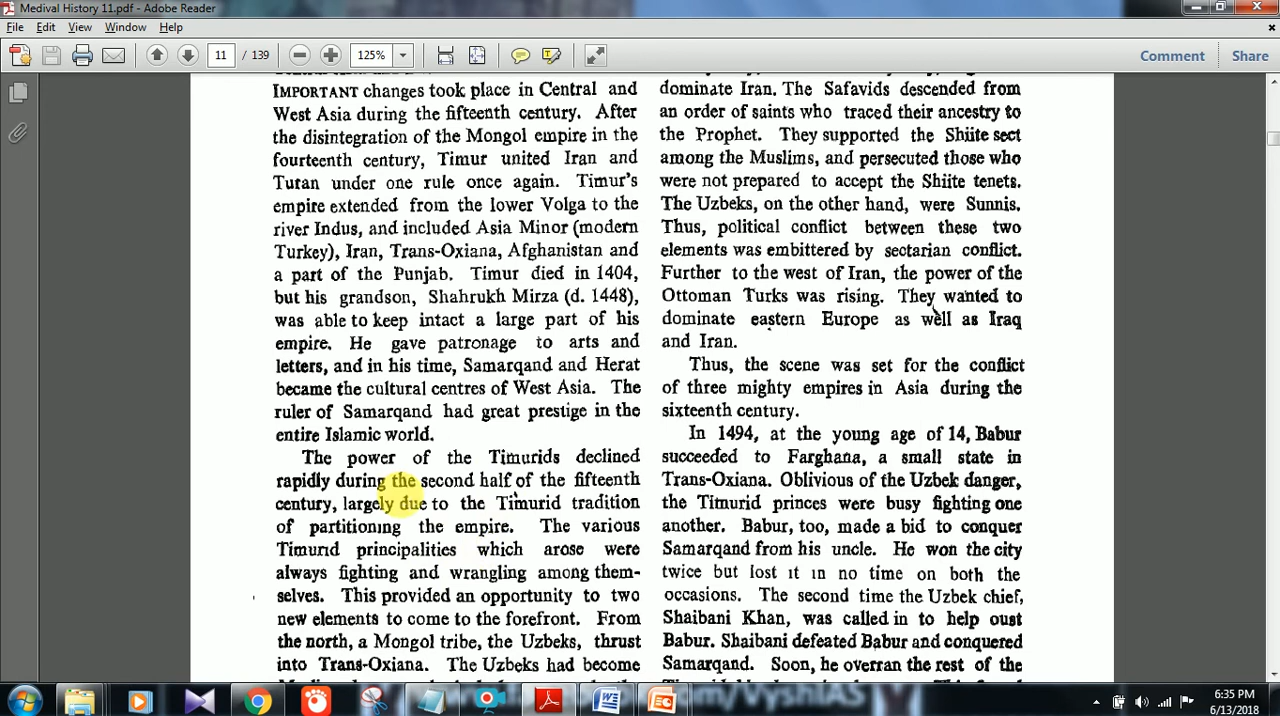 Medival History 11.pdf - Adobe Reader
File Edit View Window Help
11 / 139 125% Comment Share
IMPORTANT changes took place in Central and
West Asia during the fifteenth century. After
the disintegration of the Mongol empire in the
fourteenth century, Timur united Iran and
Turan under one rule once again. Timur's
empire extended from the lower Volga to the
river Indus, and included Asia Minor (modern
Turkey), Iran, Trans-Oxiana, Afghanistan and
a part of the Punjab. Timur died in 1404,
but his grandson, Shahrukh Mirza (d. 1448),
was able to keep intact a large part of his
empire. He gave patronage to arts and
letters, and in his time, Samarqand and Herat
became the cultural centres of West Asia. The
ruler of Samarqand had great prestige in the
entire Islamic world.
The power of the Timurids declined
rapidly during the second half of the fifteenth
century, largely due to the Timurid tradition
of partitioning the empire. The various
Timurid principalities which arose were
always fighting and wrangling among them-
selves. This provided an opportunity to two
new elements to come to the forefront. From
the north, a Mongol tribe, the Uzbeks, thrust
into Trans-Oxiana. The Uzbeks had become
dominate Iran. The Safavids descended from
an order of saints who traced their ancestry to
the Prophet. They supported the Shiite sect
among the Muslims, and persecuted those who
were not prepared to accept the Shiite tenets.
The Uzbeks, on the other hand, were Sunnis.
Thus, political conflict between these two
elements was embittered by sectarian conflict.
Further to the west of Iran, the power of the
Ottoman Turks was rising. They wanted to
dominate eastern Europe as well as Iraq
and Iran.
Thus, the scene was set for the conflict
of three mighty empires in Asia during the
sixteenth century.
In 1494, at the young age of 14, Babur
succeeded to Farghana, a small state in
Trans-Oxiana. Oblivious of the Uzbek danger,
the Timurid princes were busy fighting one
another. Babur, too, made a bid to conquer
Samarqand from his uncle. He won the city
twice but lost it in no time on both the
occasions. The second time the Uzbek chief,
Shaibani Khan, was called in to help oust
Babur. Shaibani defeated Babur and conquered
Samarqand. Soon, he overran the rest of the
6:35 PM
6/13/2018